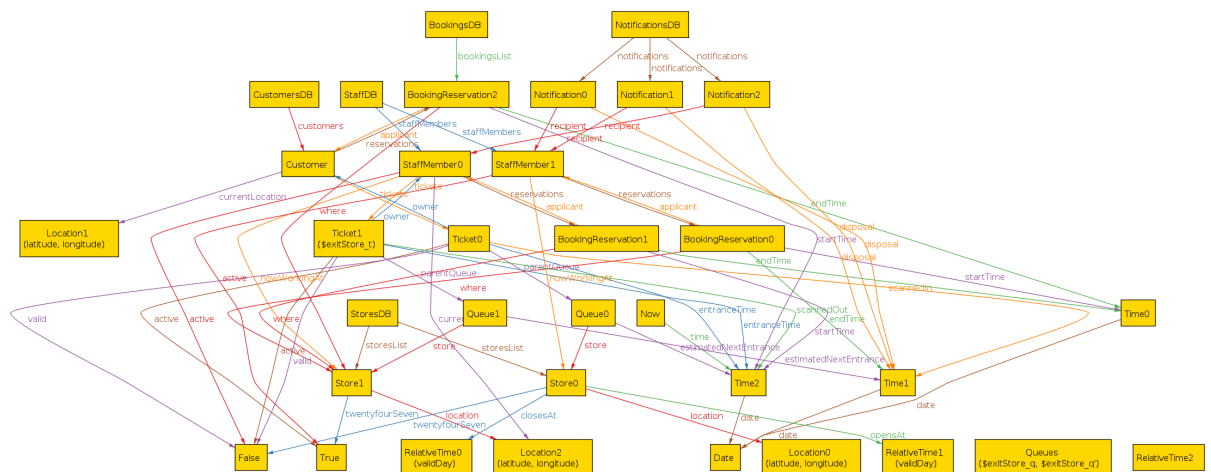 BookingsDB
NotificationsDB
bookingsList
notifications
notifications
notifications
CustomersDB
StaffDB
BookingReservation2
Notification0
Notification1
Notification2
customers
staffMembers
staffMembers
applicant
reservations
recipient
recipient
recipient
Customer
StaffMember0
StaffMember1
currentLocation
tickets
tickets
owner
owner
where
reservations
applicant
reservations
applicant
endTime
Location1
(latitude, longitude)
Ticket1
($exitStore_t)
Ticket0
BookingReservation1
BookingReservation0
startTime
disposal
disposal
endTime
startTime
nowWorkingAt
active
parentQueue
parentQueue
nowWorkingAt
scannedIn
valid
active
active
where
where
StoresDB
Queue1
Queue0
Now
entranceTime
entranceTime
scannedOut
endTime
startTime
Time0
active
valid
storesList
storesList
store
store
time
estimatedNextEntrance
estimatedNextEntrance
Store1
Store0
Time2
Time1
twentyfourSeven
twentyfourSeven
location
closesAt
location
opensAt
date
date
date
False
True
RelativeTime0
(validDay)
Location2
(latitude, longitude)
Date
Location0
(latitude, longitude)
RelativeTime1
(validDay)
Queues
($exitStore_q, $exitStore_q')
RelativeTime2